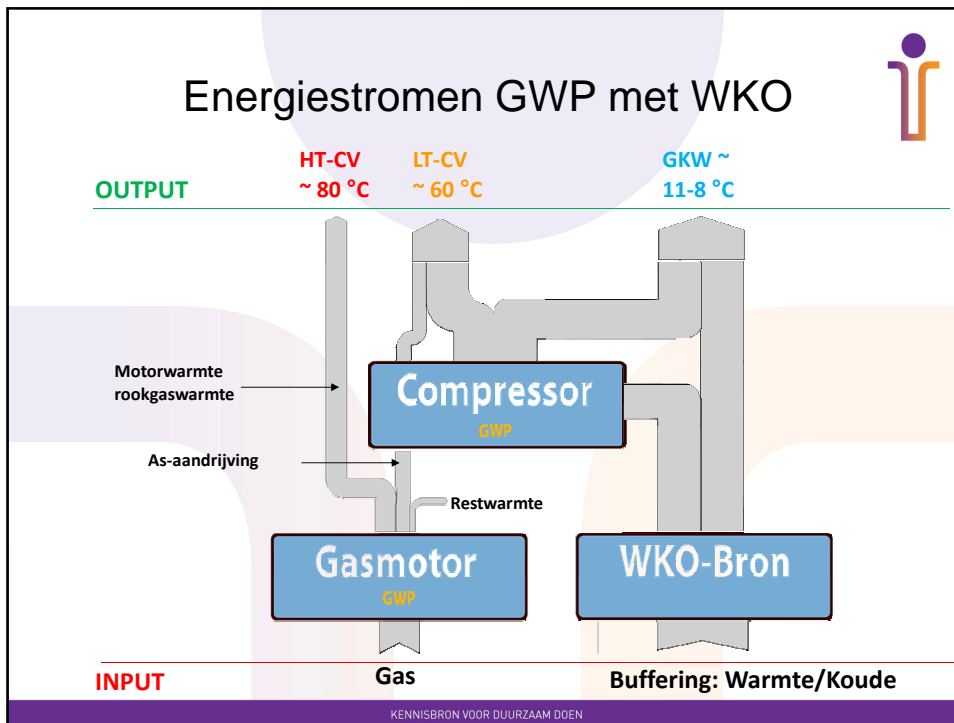 Energiestromen GWP met WKO
HT-CV
~ 80 °C
LT-CV
~ 60 °C
GKW ~
11-8 °C
OUTPUT
Motorwarmte
rookgaswarmte
Compressor
GWP
As-aandrijving
Restwarmte
Gasmotor
GWP
WKO-Bron
INPUT
Gas
Buffering: Warmte/Koude
KENNISBRON VOOR DUURZAAM DOEN